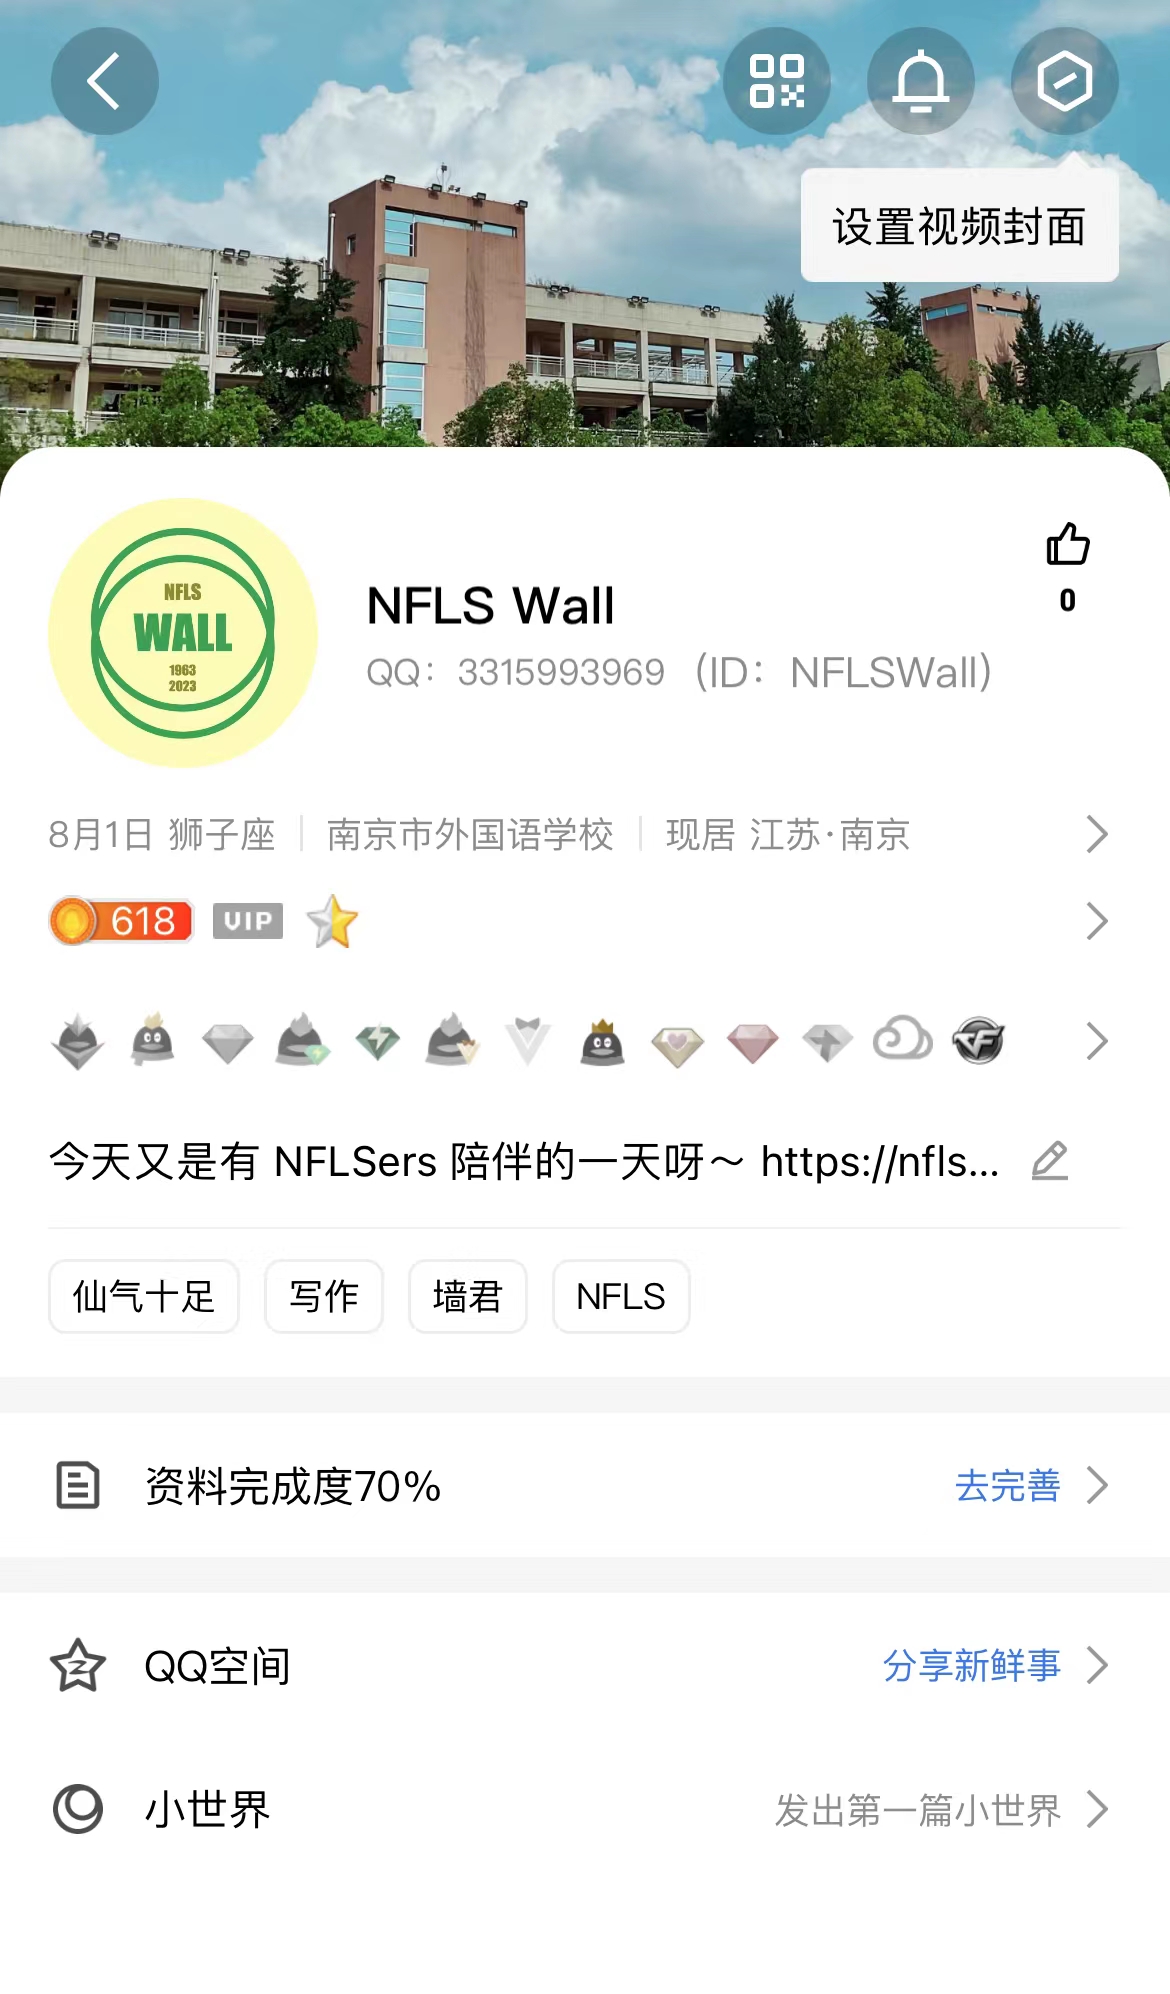 设置视频封面
NFLS
WALL
1963
2023
NFLS Wall
QQ：3315993969（ID：NFLSWall）
0
8月1日 狮子座 南京市外国语学校 现居 江苏·南京
618 VIP
今天又是有 NFLSers 陪伴的一天呀～ https://nfls...
仙气十足 写作 墙君 NFLS
资料完成度70% 去完善
QQ空间 分享新鲜事
小世界 发出第一篇小世界